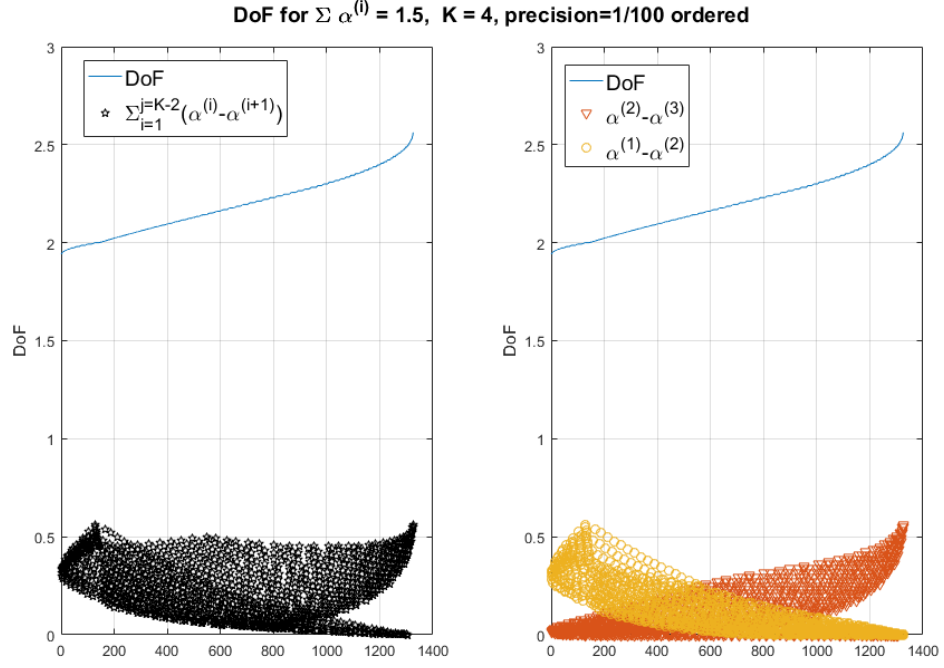 DoF for Σ α^(i) = 1.5, K = 4, precision=1/100 ordered
DoF
3
2.5
2
1.5
1
0.5
0
0 200 400 600 800 1000 1200 1400
DoF
Σ_{i=1}^{j=K-2}(α^(i)-α^(i+1))
DoF
3
2.5
2
1.5
1
0.5
0
0 200 400 600 800 1000 1200 1400
DoF
α^(2)-α^(3)
α^(1)-α^(2)